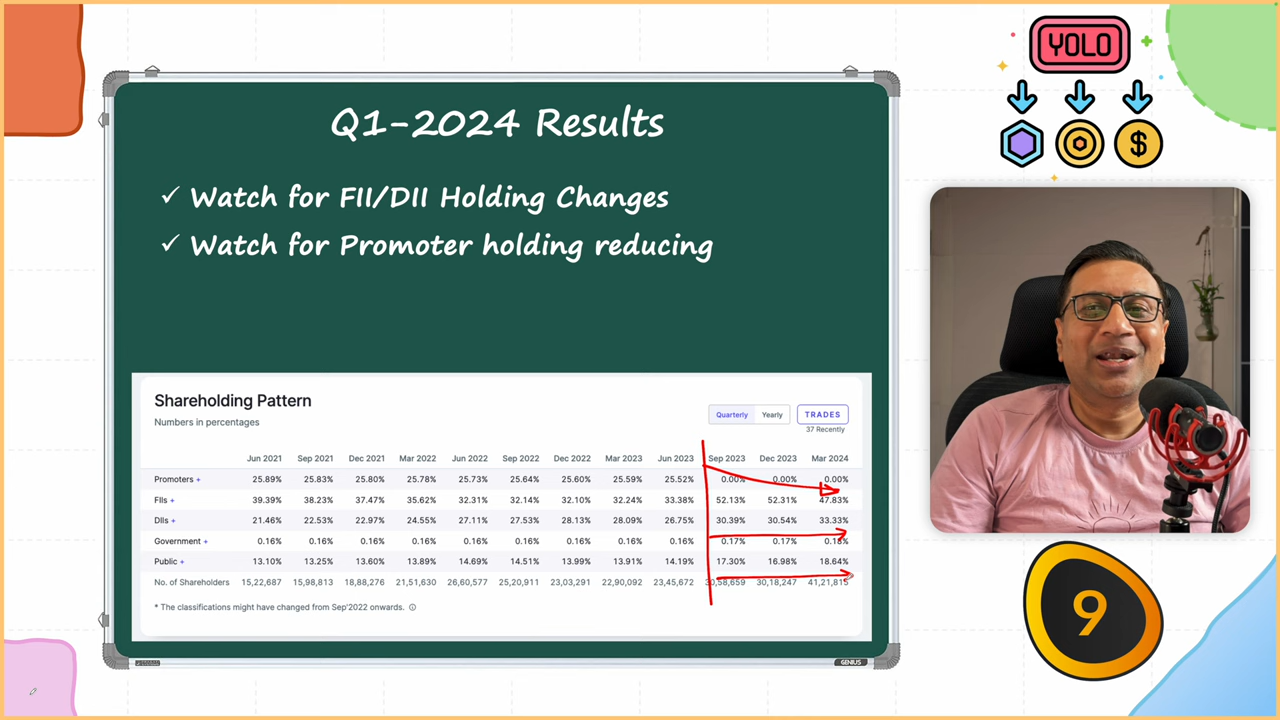 YOLO
$
Q1-2024 Results
✓ Watch for FII/DII Holding Changes
✓ Watch for Promoter holding reducing
Shareholding Pattern
Numbers in percentages
Quarterly Yearly TRADES
37 Recently
Jun 2021 Sep 2021 Dec 2021 Mar 2022 Jun 2022 Sep 2022 Dec 2022 Mar 2023 Jun 2023 Sep 2023 Dec 2023 Mar 2024
Promoters + 25.89% 25.83% 25.80% 25.78% 25.73% 25.64% 25.60% 25.59% 25.52% 0.00% 0.00% 0.00%
FIIs + 39.39% 38.23% 37.47% 35.62% 32.31% 32.14% 32.10% 32.24% 33.38% 52.13% 52.31% 47.83%
DIIs + 21.46% 22.53% 22.97% 24.55% 27.11% 27.53% 28.13% 28.09% 26.75% 30.39% 30.54% 33.33%
Government + 0.16% 0.16% 0.16% 0.16% 0.16% 0.16% 0.16% 0.16% 0.16% 0.17% 0.17%
Public + 13.10% 13.25% 13.60% 13.89% 14.69% 14.51% 13.99% 13.91% 14.19% 17.30% 16.98% 18.64%
No. of Shareholders 15,22,687 15,98,813 18,88,276 21,51,630 26,60,577 25,20,911 23,03,291 22,90,092 23,45,672 30,58,659 30,18,247 41,21,815
* The classifications might have changed from Sep'2022 onwards.
GENIUS
9